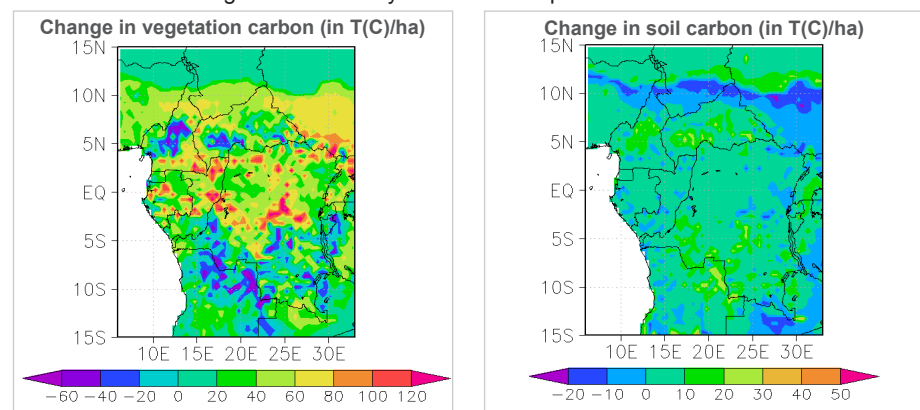 Change in vegetation carbon (in T(C)/ha)
15N
10N
5N
EQ
5S
10S
15S
10E 15E 20E 25E 30E
−60 −40 −20 0 20 40 60 80 100 120
Change in soil carbon (in T(C)/ha)
15N
10N
5N
EQ
5S
10S
15S
10E 15E 20E 25E 30E
−20 −10 0 10 20 30 40 50